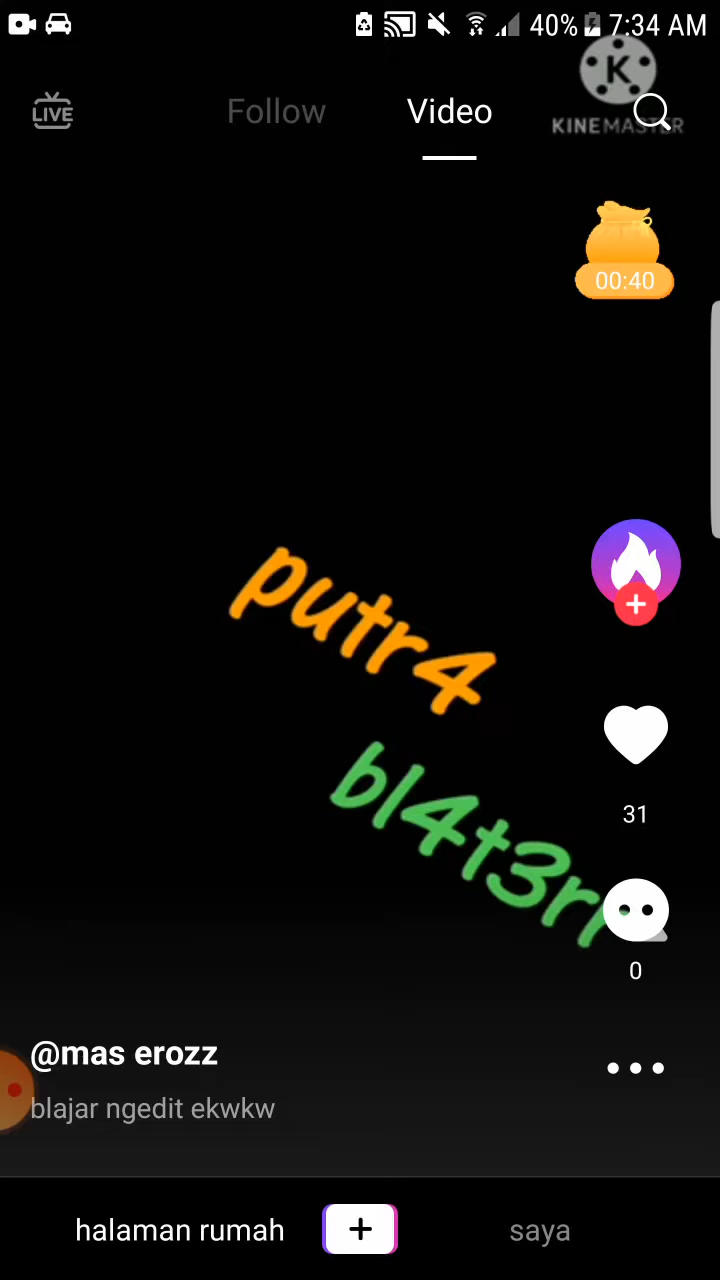 40% 7:34 AM
LIVE
Follow
Video
K
KINEMASTER
00:40
putr4
bl4t3r
31
0
@mas erozz
blajar ngedit ekwkw
halaman rumah
saya